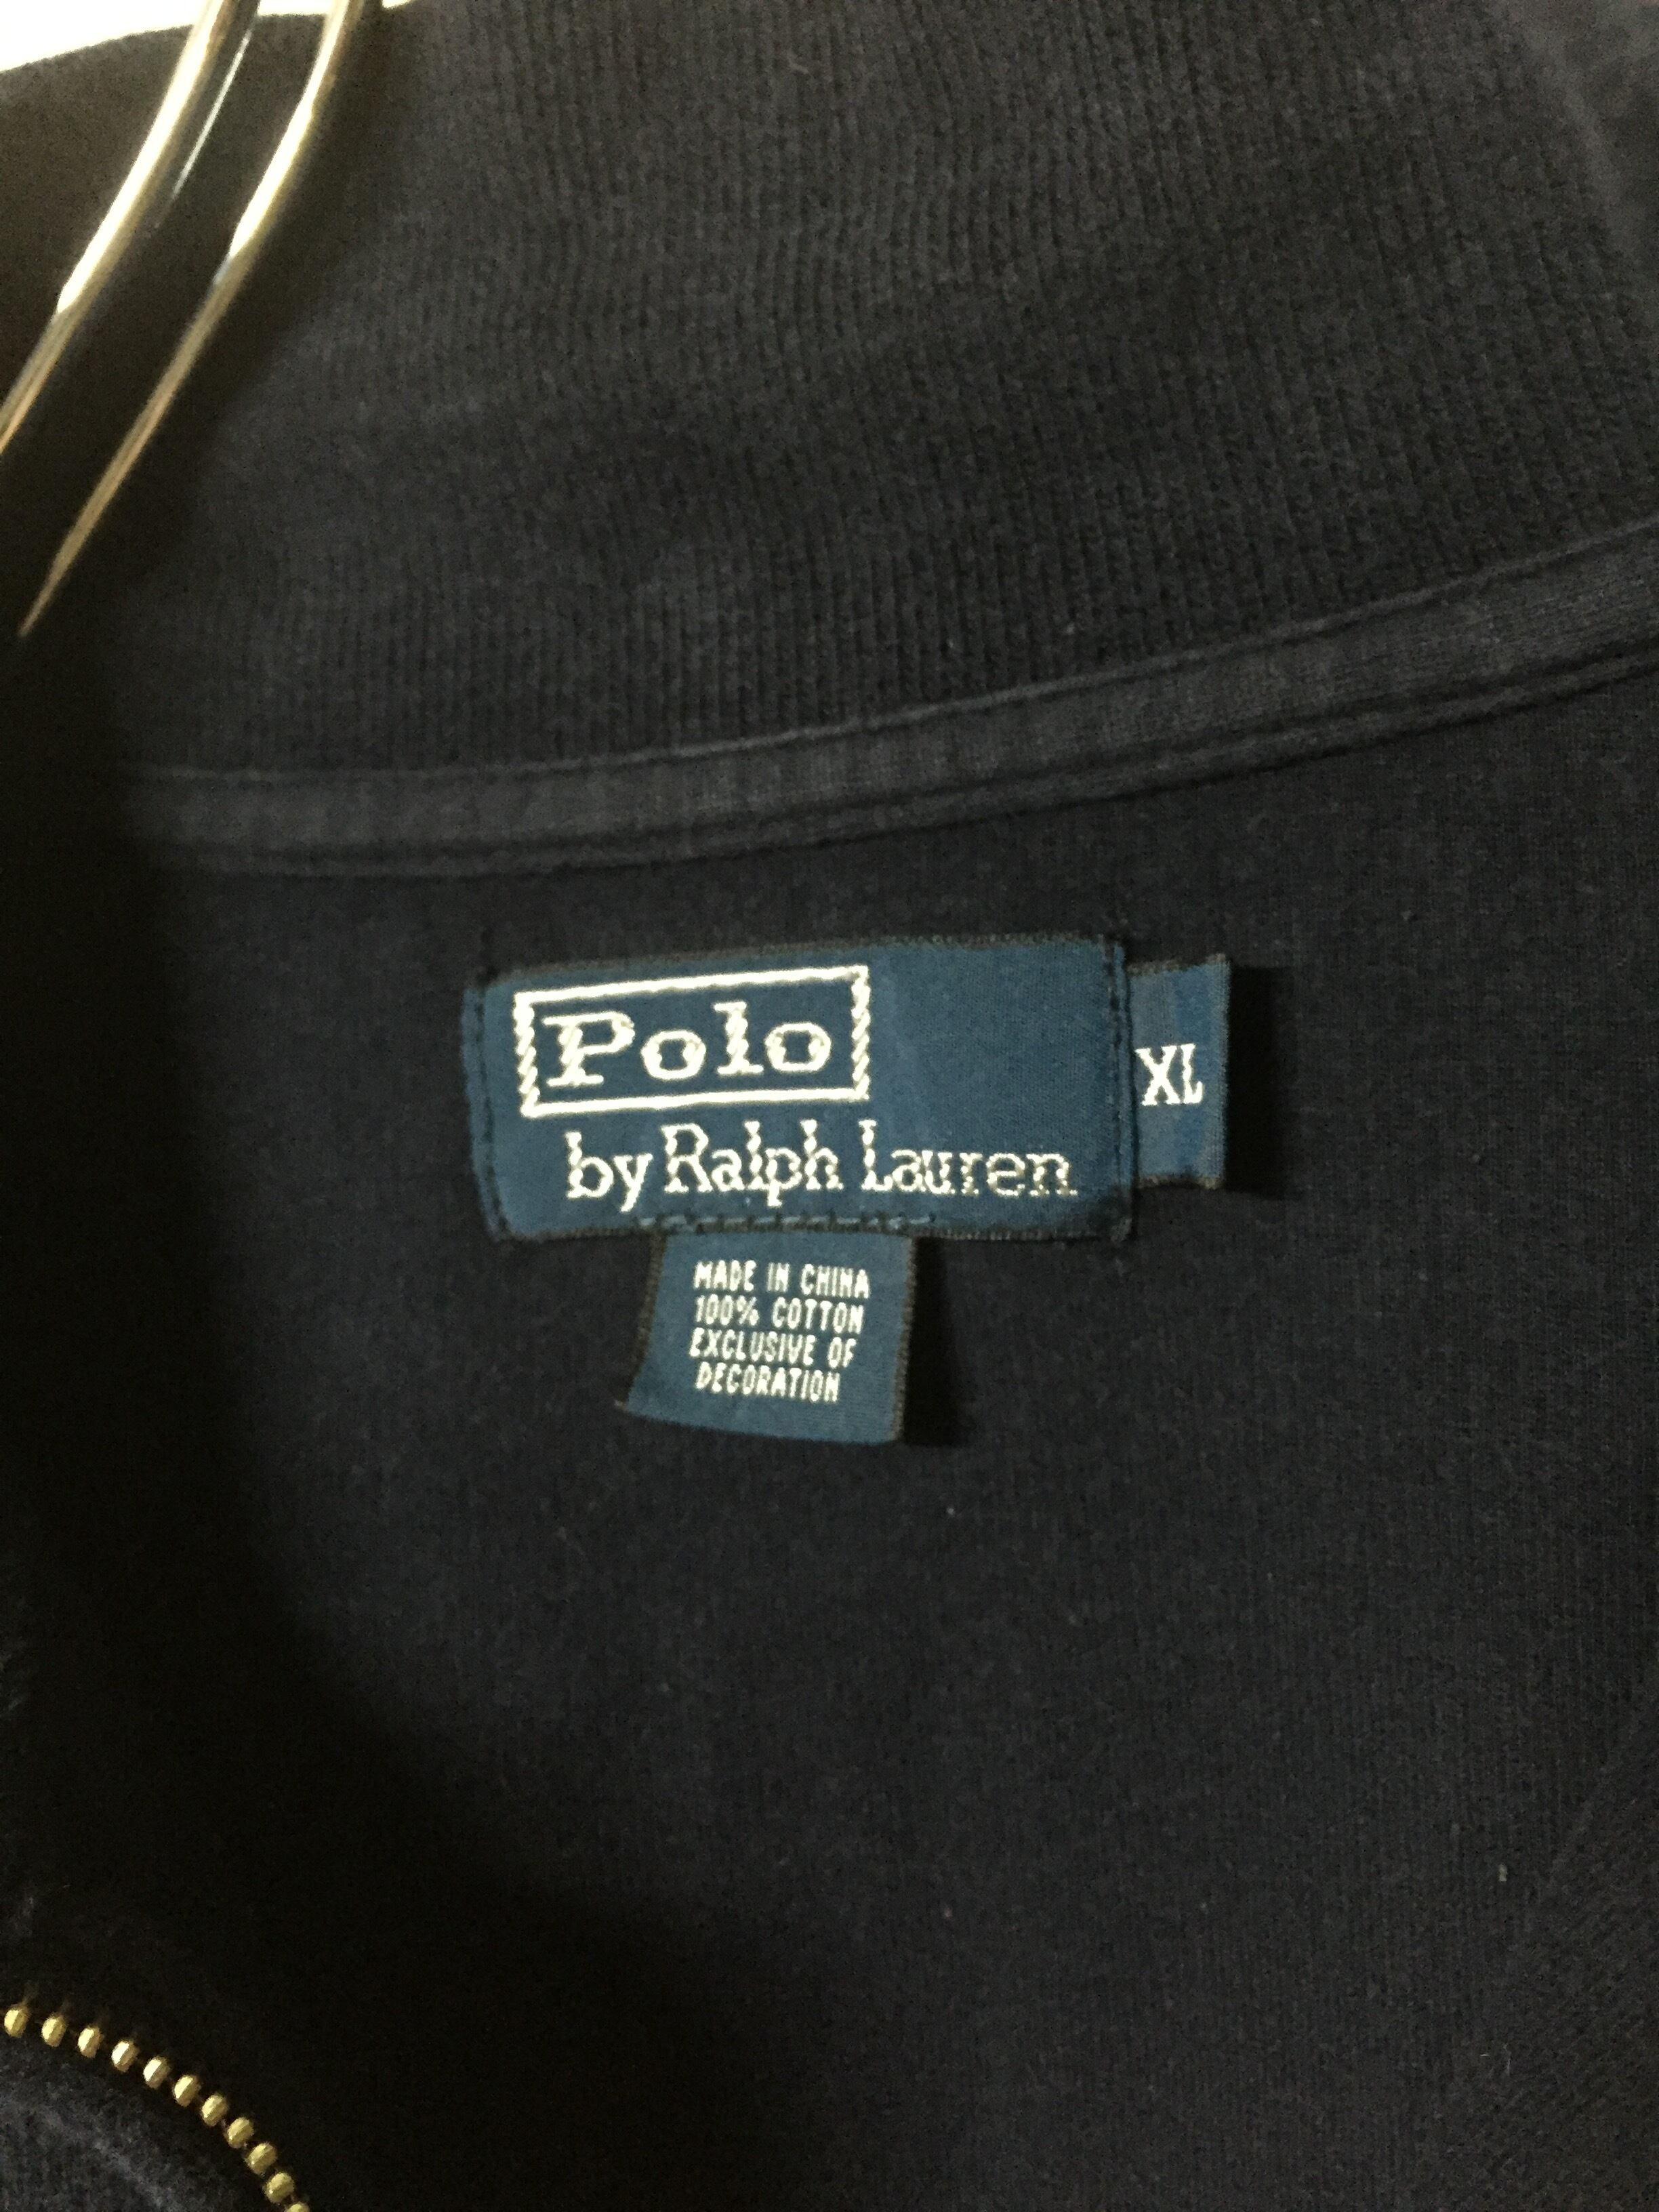 Polo
by Ralph Lauren
XL
MADE IN CHINA
100% COTTON
EXCLUSIVE OF
DECORATION